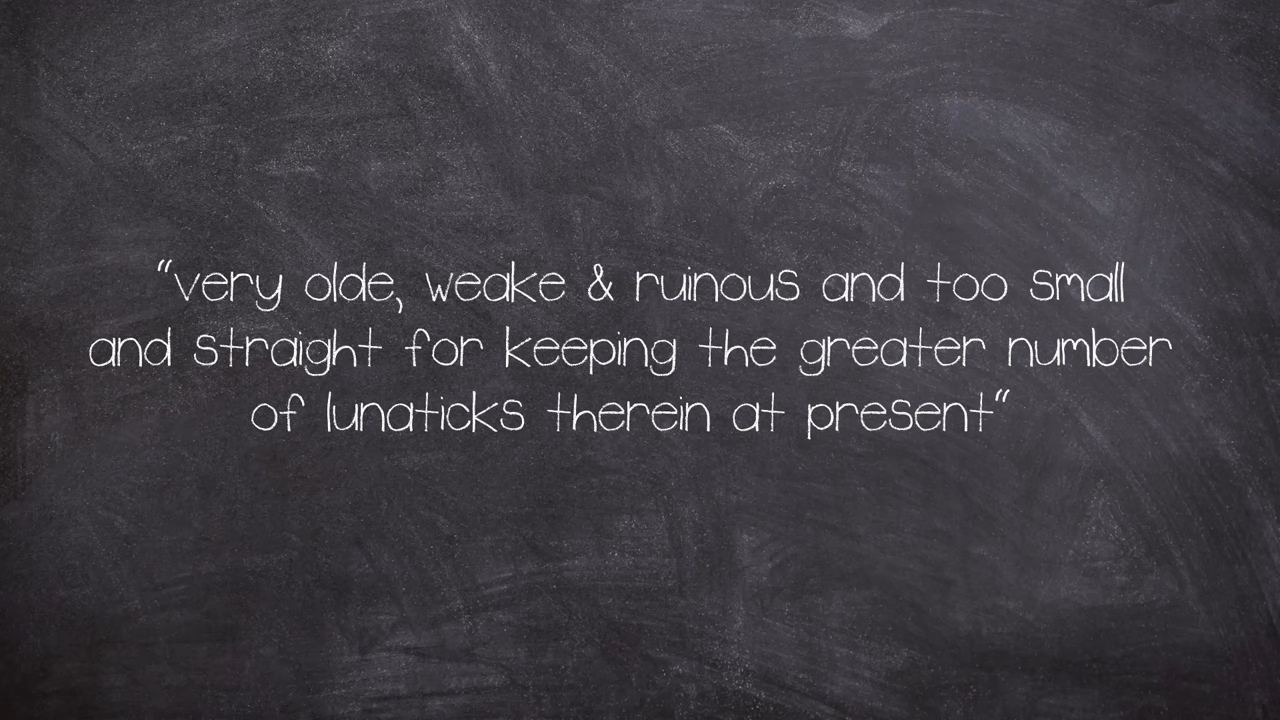 “very olde, weake & ruinous and too small
and straight for keeping the greater number
of lunaticks therein at present“